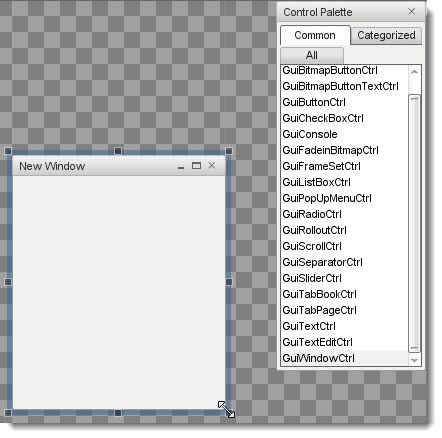 Control Palette
Common Categorized
All
GuiBitmapButtonCtrl
GuiBitmapButtonTextCtrl
GuiButtonCtrl
GuiCheckBoxCtrl
GuiConsole
GuiFadeinBitmapCtrl
GuiFrameSetCtrl
GuiListBoxCtrl
GuiPopUpMenuCtrl
GuiRadioCtrl
GuiRolloutCtrl
GuiScrollCtrl
GuiSeparatorCtrl
GuiSliderCtrl
GuiTabBookCtrl
GuiTabPageCtrl
GuiTextCtrl
GuiTextEditCtrl
GuiWindowCtrl
New Window